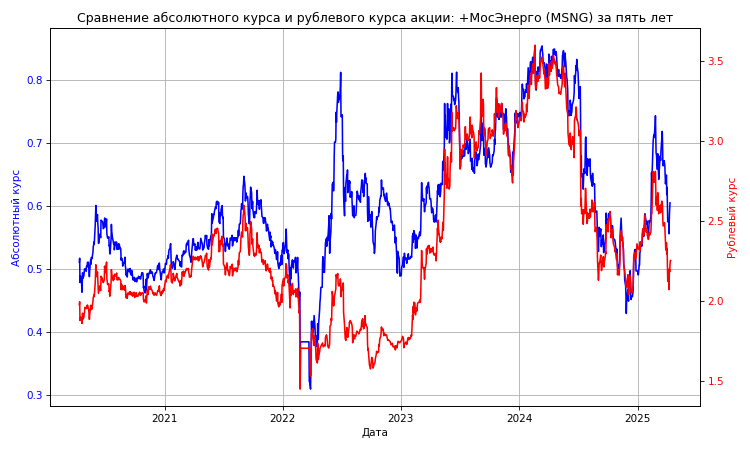 Сравнение абсолютного курса и рублевого курса акции: +МосЭнерго (MSNG) за пять лет
Абсолютный курс
0.8
0.7
0.6
0.5
0.4
0.3
3.5
3.0
2.5
2.0
1.5
Рублевый курс
2021 2022 2023 2024 2025
Дата